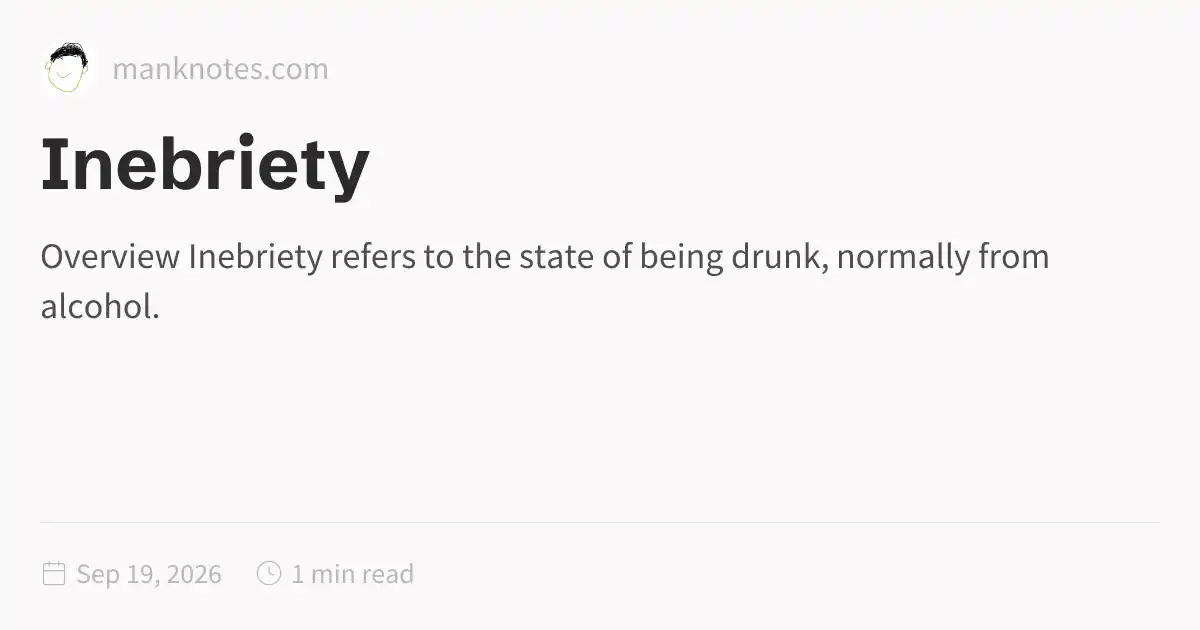 manknotes.com
Inebriety
Overview Inebriety refers to the state of being drunk, normally from
alcohol.
Sep 19, 2026 1 min read